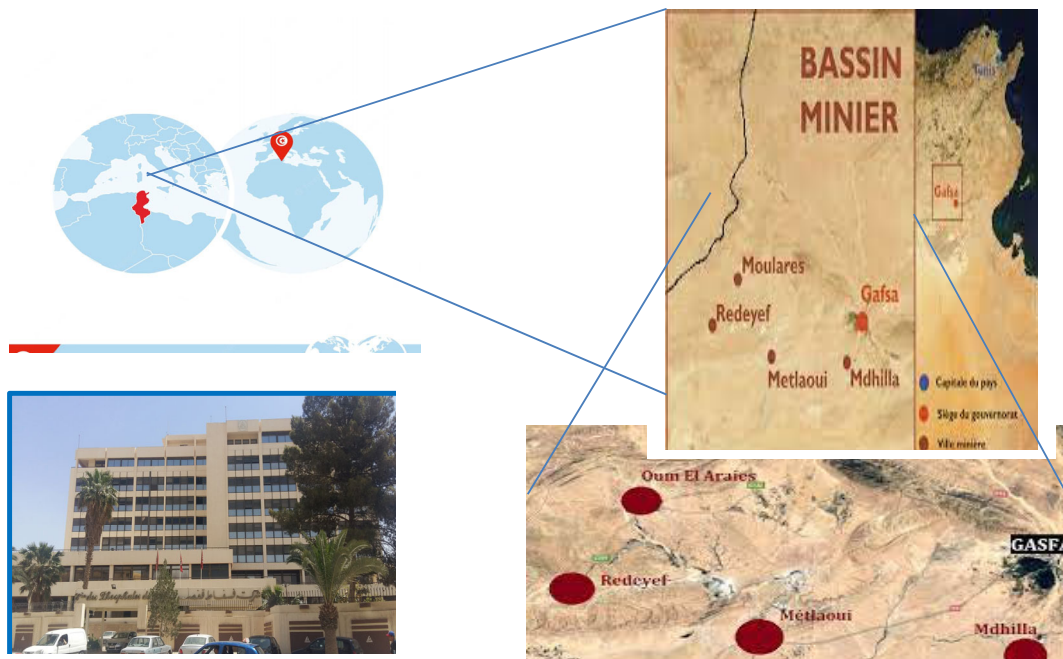 BASSIN
MINIER
Tunis
Gafsa
Moulares
Gafsa
Redeyef
Metlaoui
Mdhilla
Capitale du pays
Siège du gouvernorat
Ville minière
Oum El Araies
GASFA
Redeyef
Métlaoui
Mdhilla